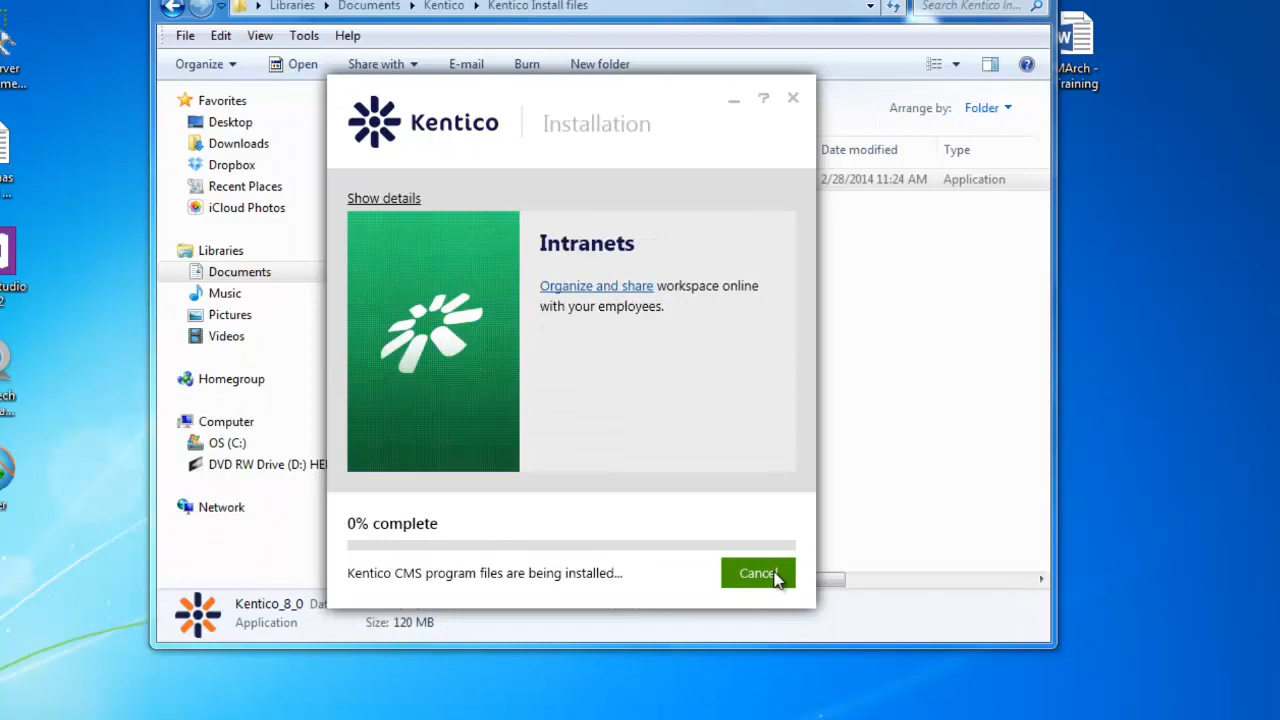 Libraries Documents Kentico Kentico Install files Search Kentico In...
File Edit View Tools Help
Organize Open Share with E-mail Burn New folder
Favorites
Desktop
Downloads
Dropbox
Recent Places
iCloud Photos
Libraries
Documents
Music
Pictures
Videos
Homegroup
Computer
OS (C:)
DVD RW Drive (D:) HE
Network
Arrange by: Folder
Date modified Type
2/28/2014 11:24 AM Application
Kentico Installation
Show details
Intranets
Organize and share workspace online
with your employees.
0% complete
Kentico CMS program files are being installed...
Cancel
Kentico_8_0 Da
Application Size: 120 MB
MArch -
Training